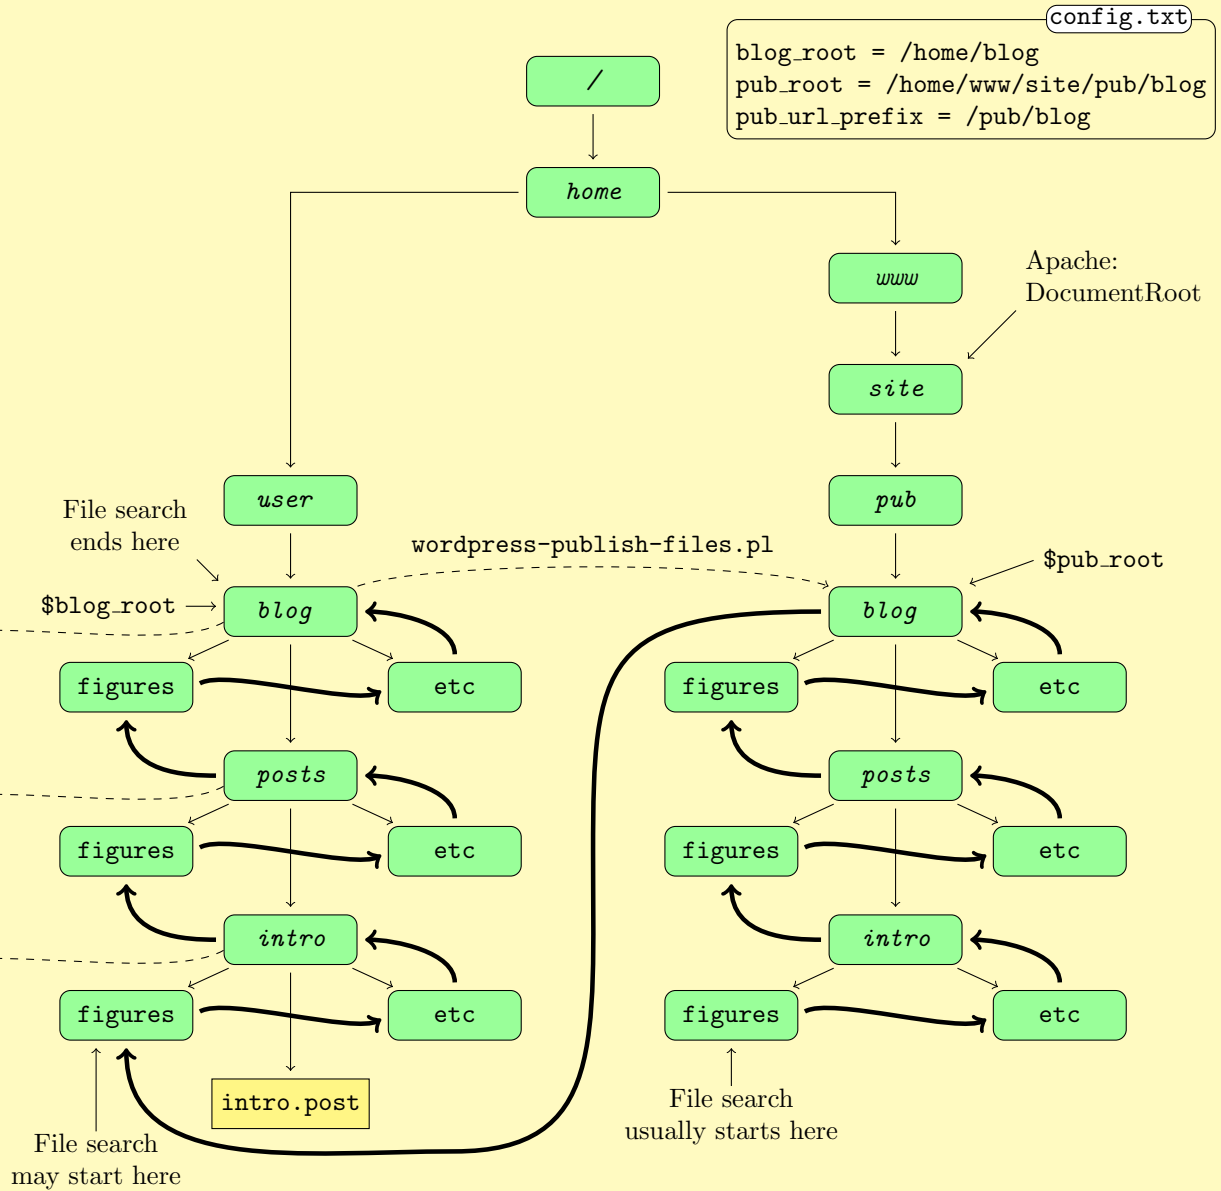 config.txt
blog_root = /home/blog
pub_root = /home/www/site/pub/blog
pub_url_prefix = /pub/blog
/
home
www
Apache:
DocumentRoot
site
user
pub
File search
ends here
wordpress-publish-files.pl
$pub_root
$blog_root
blog
blog
figures
etc
figures
etc
posts
posts
figures
etc
figures
etc
intro
intro
figures
etc
figures
etc
intro.post
File search
usually starts here
File search
may start here